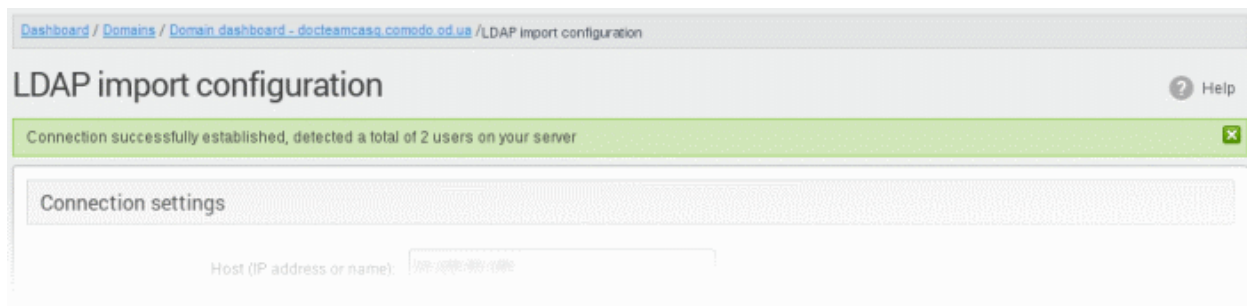 Dashboard / Domains / Domain dashboard - docteamcasg.comodo.od.ua /LDAP import configuration
LDAP import configuration
? Help
Connection successfully established, detected a total of 2 users on your server
Connection settings
Host (IP address or name):